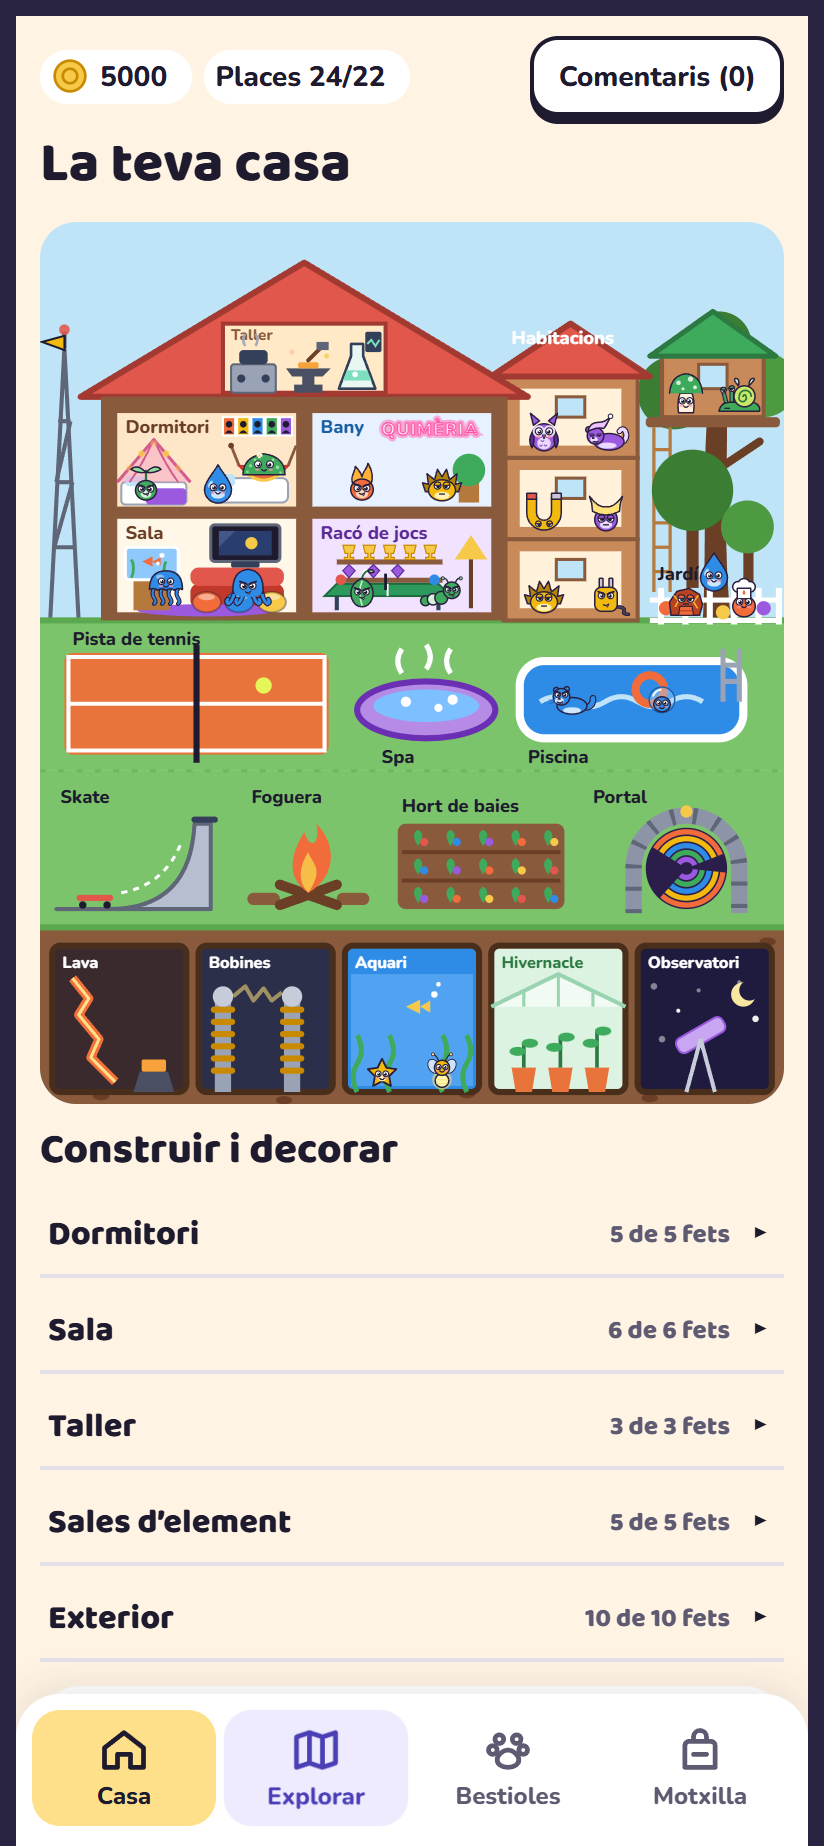 5000
Places 24/22
Comentaris (0)
La teva casa
Taller
Habitacions
Dormitori
Bany
QUIMÈRIA
Sala
Racó de jocs
Jardí
Pista de tennis
Spa
Piscina
Skate
Foguera
Hort de baies
Portal
Lava
Bobines
Aquari
Hivernacle
Observatori
Construir i decorar
Dormitori
5 de 5 fets
Sala
6 de 6 fets
Taller
3 de 3 fets
Sales d’element
5 de 5 fets
Exterior
10 de 10 fets
Casa
Explorar
Bestioles
Motxilla